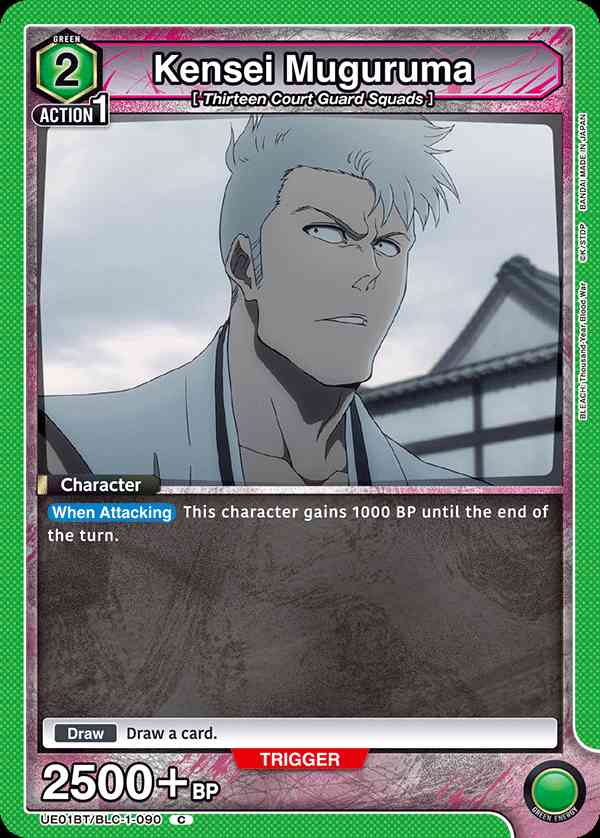 GREEN
2
Kensei Muguruma
[ Thirteen Court Guard Squads ]
ACTION 1
BLEACH: Thousand-Year Blood War ©K/STDP BANDAI MADE IN JAPAN
Character
When Attacking This character gains 1000 BP until the end of
the turn.
Draw Draw a card.
TRIGGER
2500+ BP
UE01BT/BLC-1-090 C
GREEN ENERGY